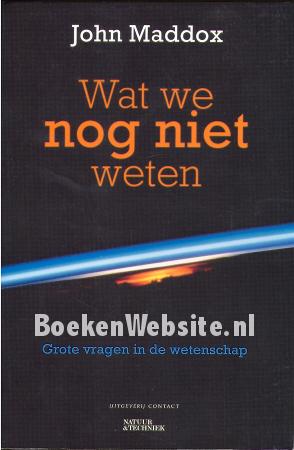 John Maddox
Wat we
nog niet
weten
BoekenWebsite.nl
Grote vragen in de wetenschap
UITGEVERIJ CONTACT
NATUUR
&TECHNIEK